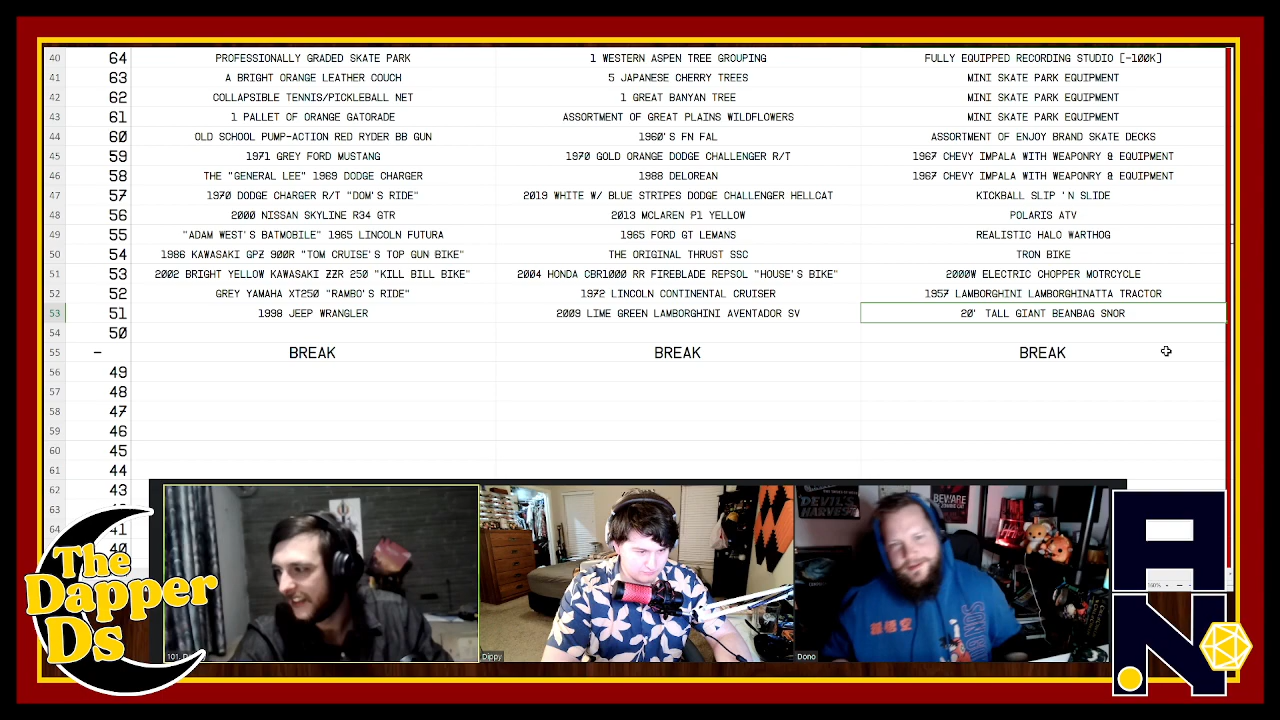 40 64 PROFESSIONALLY GRADED SKATE PARK 1 WESTERN ASPEN TREE GROUPING FULLY EQUIPPED RECORDING STUDIO [-100K]
41 63 A BRIGHT ORANGE LEATHER COUCH 5 JAPANESE CHERRY TREES MINI SKATE PARK EQUIPMENT
42 62 COLLAPSIBLE TENNIS/PICKLEBALL NET 1 GREAT BANYAN TREE MINI SKATE PARK EQUIPMENT
43 61 1 PALLET OF ORANGE GATORADE ASSORTMENT OF GREAT PLAINS WILDFLOWERS MINI SKATE PARK EQUIPMENT
44 60 OLD SCHOOL PUMP-ACTION RED RYDER BB GUN 1960'S FN FAL ASSORTMENT OF ENJOY BRAND SKATE DECKS
45 59 1971 GREY FORD MUSTANG 1970 GOLD ORANGE DODGE CHALLENGER R/T 1967 CHEVY IMPALA WITH WEAPONRY & EQUIPMENT
46 58 THE "GENERAL LEE" 1969 DODGE CHARGER 1988 DELOREAN 1967 CHEVY IMPALA WITH WEAPONRY & EQUIPMENT
47 57 1970 DODGE CHARGER R/T "DOM'S RIDE" 2019 WHITE W/ BLUE STRIPES DODGE CHALLENGER HELLCAT KICKBALL SLIP 'N SLIDE
48 56 2000 NISSAN SKYLINE R34 GTR 2013 MCLAREN P1 YELLOW POLARIS ATV
49 55 "ADAM WEST'S BATMOBILE" 1965 LINCOLN FUTURA 1965 FORD GT LEMANS REALISTIC HALO WARTHOG
50 54 1986 KAWASAKI GPZ 900R "TOM CRUISE'S TOP GUN BIKE" THE ORIGINAL THRUST SSC TRON BIKE
51 53 2002 BRIGHT YELLOW KAWASAKI ZZR 250 "KILL BILL BIKE" 2004 HONDA CBR1000 RR FIREBLADE REPSOL "HOUSE'S BIKE" 2000W ELECTRIC CHOPPER MOTRCYCLE
52 52 GREY YAMAHA XT250 "RAMBO'S RIDE" 1972 LINCOLN CONTINENTAL CRUISER 1957 LAMBORGHINI LAMBORGHINATTA TRACTOR
53 51 1998 JEEP WRANGLER 2009 LIME GREEN LAMBORGHINI AVENTADOR SV 20' TALL GIANT BEANBAG SNOR
54 50
55 – BREAK BREAK BREAK
56 49
57 48
58 47
59 46
60 45
61 44
62 43
63
64 41
40
The
Dapper
Ds
DEVIL'S
HARVEST
BEWARE
孫悟空
Dippy
Dono
160%
AN